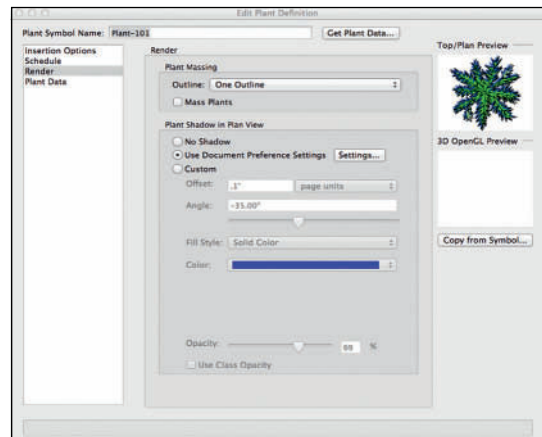 Edit Plant Definition
Plant Symbol Name: Plant-101
Get Plant Data...
Insertion Options
Schedule
Render
Plant Data
Render
Plant Massing
Outline: One Outline
Mass Plants
Plant Shadow in Plan View
No Shadow
Use Document Preference Settings Settings...
Custom
Offset: .1" page units
Angle: -35.00°
Fill Style: Solid Color
Color:
Opacity: %
Use Class Opacity
Top/Plan Preview
3D OpenGL Preview
Copy from Symbol...